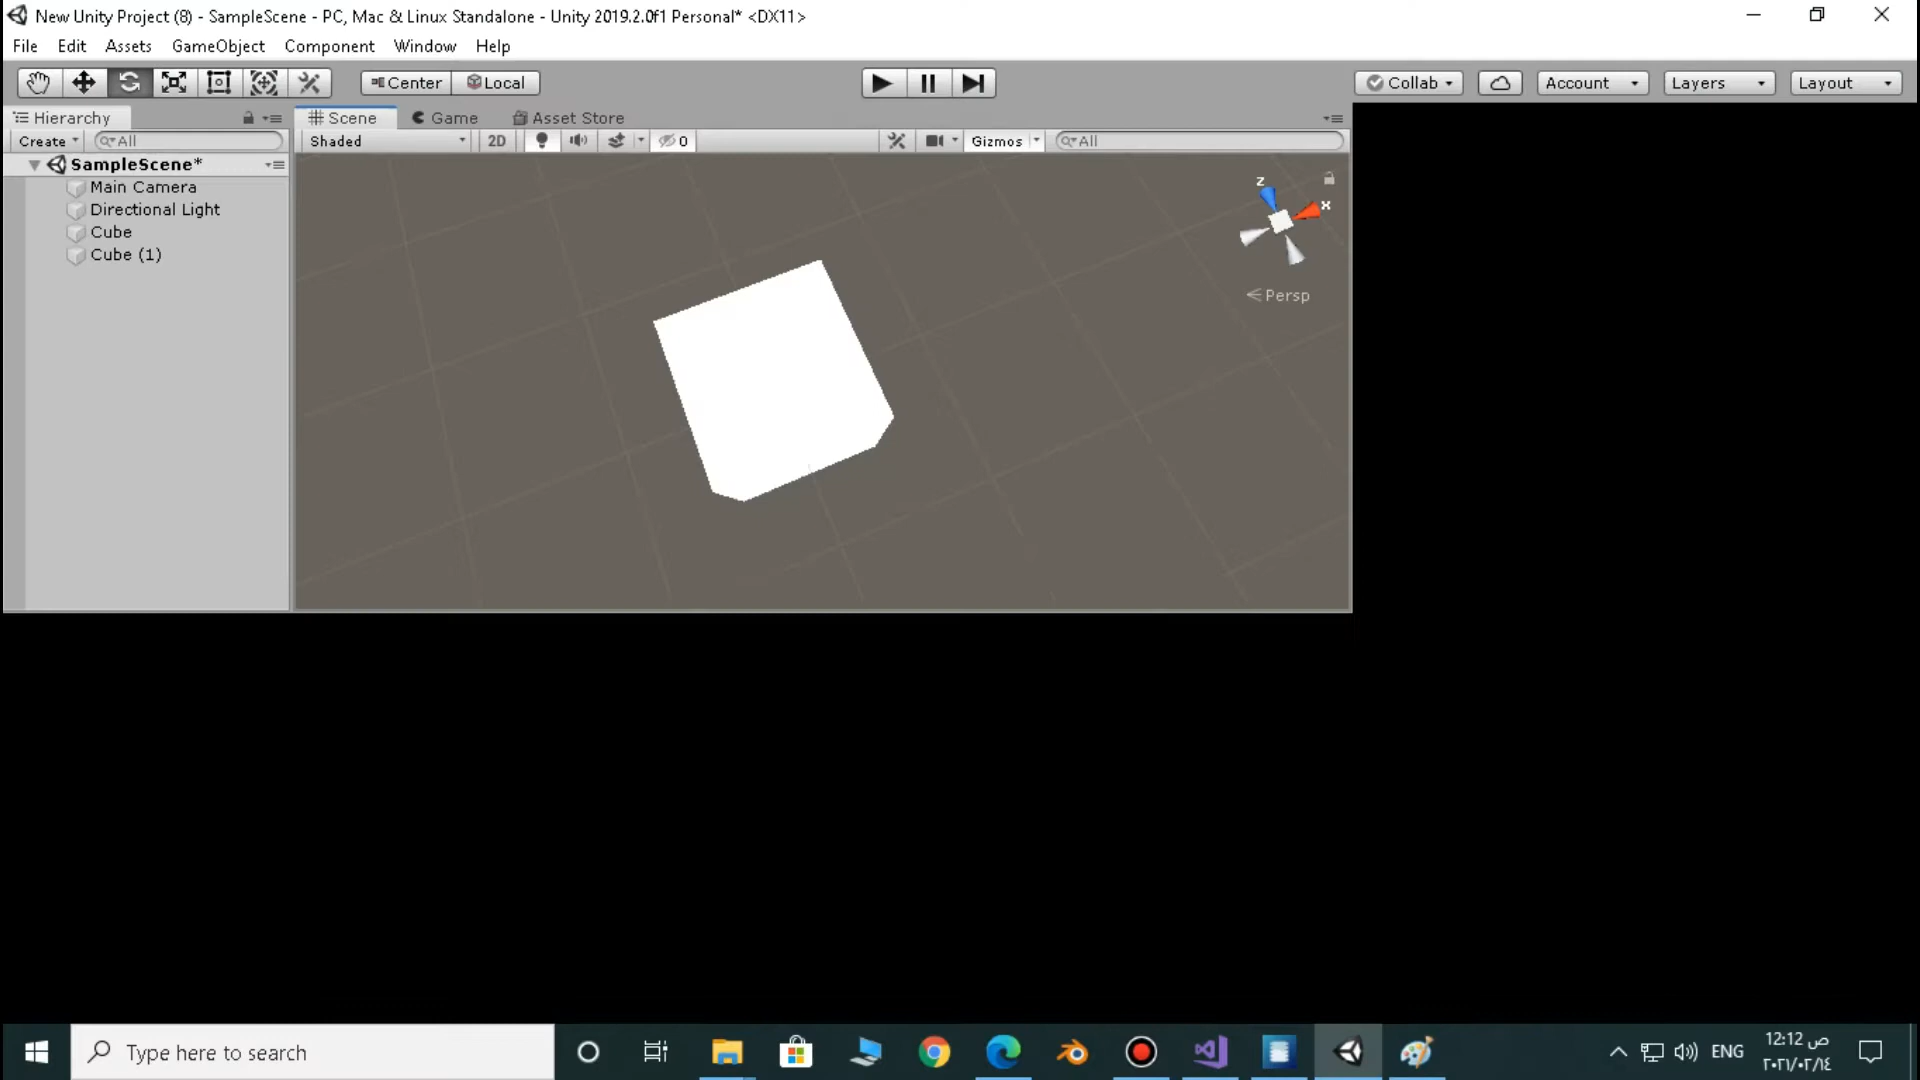 New Unity Project (8) - SampleScene - PC, Mac & Linux Standalone - Unity 2019.2.0f1 Personal* <DX11>
File Edit Assets GameObject Component Window Help
Center Local Collab Account Layers Layout
Hierarchy Scene Game Asset Store
Create All Shaded 2D 0 Gizmos All
SampleScene*
Main Camera
Directional Light
Cube
Cube (1)
z
x
Persp
Type here to search
ENG
12:12 ص
٢٠٢١/٠٢/١٤